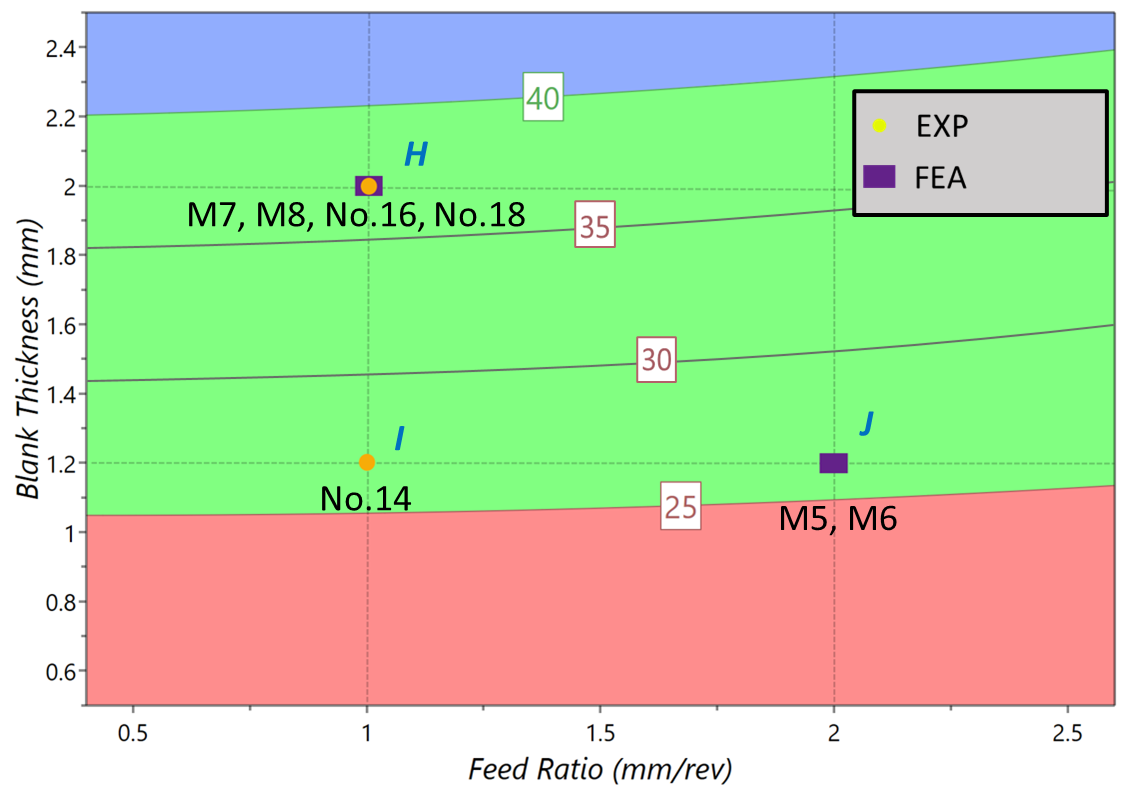 2.4
2.2
2
1.8
1.6
1.4
1.2
1
0.8
0.6
Blank Thickness (mm)
40
EXP
FEA
H
M7, M8, No.16, No.18
35
30
I
J
No.14
25
M5, M6
0.5
1
1.5
2
2.5
Feed Ratio (mm/rev)